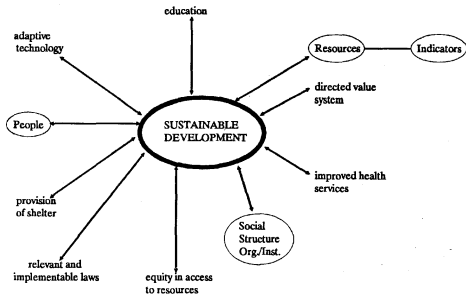 education
adaptive
technology
Resources
Indicators
directed value
system
People
SUSTAINABLE
DEVELOPMENT
improved health
services
provision
of shelter
Social
Structure
Org./Inst.
relevant and
implementable laws
equity in access
to resources